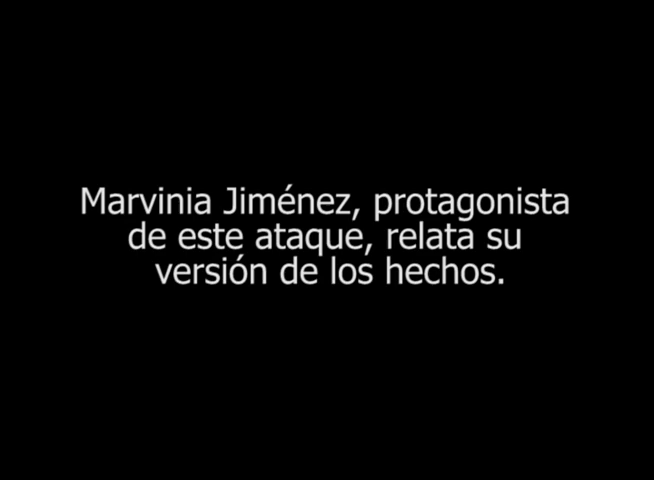 Marvinia Jiménez, protagonista
de este ataque, relata su
versión de los hechos.